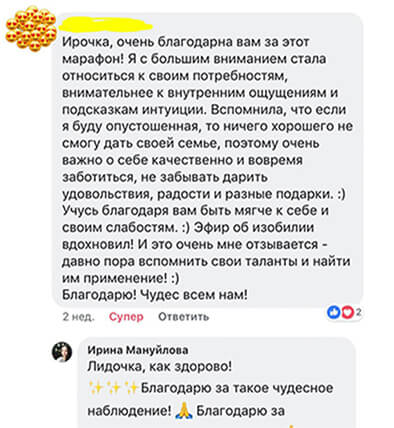 Ирочка, очень благодарна вам за этот
марафон! Я с большим вниманием стала
относиться к своим потребностям,
внимательнее к внутренним ощущениям и
подсказкам интуиции. Вспомнила, что если
я буду опустошенная, то ничего хорошего не
смогу дать своей семье, поэтому очень
важно о себе качественно и вовремя
заботиться, не забывать дарить
удовольствия, радости и разные подарки. :)
Учусь благодаря вам быть мягче к себе и
своим слабостям. :) Эфир об изобилии
вдохновил! И это очень мне отзывается -
давно пора вспомнить свои таланты и найти
им применение! :)
Благодарю! Чудес всем нам!
2 нед. Супер Ответить 2
Ирина Мануйлова
Лидочка, как здорово!
✨✨✨Благодарю за такое чудесное
наблюдение! 🙏 Благодарю за